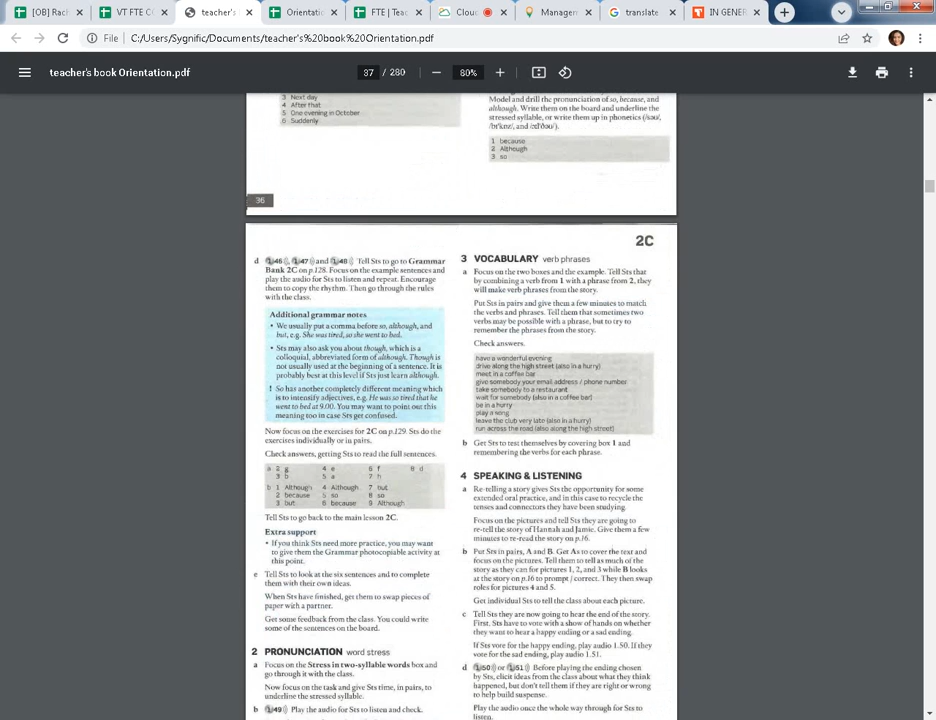 [OB] Rach
VT FTE C
teacher's
Orientati
FTE | Teac
Clou
Managem
translate
IN GENER
File
C:/Users/Sygnific/Documents/teacher's%20book%20Orientation.pdf
teacher's book Orientation.pdf
37 / 280
80%
3 Next day
4 After that
5 One evening in October
6 Suddenly
Model and drill the pronunciation of so, because, and
although. Write them on the board and underline the
stressed syllable, or write them up in phonetics (/səʊ/,
/bɪˈkɒz/, and /ɔːlˈðəʊ/).
1 because
2 Although
3 so
36
2C
d 1 46, 1 47 and 1 48 Tell Sts to go to Grammar
Bank 2C on p.128. Focus on the example sentences and
play the audio for Sts to listen and repeat. Encourage
them to copy the rhythm. Then go through the rules
with the class.
Additional grammar notes
• We usually put a comma before so, although, and
but, e.g. She was tired, so she went to bed.
• Sts may also ask you about though, which is a
colloquial, abbreviated form of although. Though is
not usually used at the beginning of a sentence. It is
probably best at this level if Sts just learn although.
! So has another completely different meaning which
is to intensify adjectives, e.g. He was so tired that he
went to bed at 9.00. You may want to point out this
meaning too in case Sts get confused.
Now focus on the exercises for 2C on p.129. Sts do the
exercises individually or in pairs.
Check answers, getting Sts to read the full sentences.
a 2 g 4 e 6 f 8 d
3 b 5 a 7 h
b 1 Although 4 Although 7 but
2 because 5 so 8 so
3 but 6 because 9 Although
Tell Sts to go back to the main lesson 2C.
Extra support
• If you think Sts need more practice, you may want
to give them the Grammar photocopiable activity at
this point.
e Tell Sts to look at the six sentences and to complete
them with their own ideas.
When Sts have finished, get them to swap pieces of
paper with a partner.
Get some feedback from the class. You could write
some of the sentences on the board.
2 PRONUNCIATION word stress
a Focus on the Stress in two-syllable words box and
go through it with the class.
Now focus on the task and give Sts time, in pairs, to
underline the stressed syllable.
b 1 49 Play the audio for Sts to listen and check.
3 VOCABULARY verb phrases
a Focus on the two boxes and the example. Tell Sts that
by combining a verb from 1 with a phrase from 2, they
will make verb phrases from the story.
Put Sts in pairs and give them a few minutes to match
the verbs and phrases. Tell them that sometimes two
verbs may be possible with a phrase, but to try to
remember the phrases from the story.
Check answers.
have a wonderful evening
drive along the high street (also in a hurry)
meet in a coffee bar
give somebody your email address / phone number
take somebody to a restaurant
wait for somebody (also in a coffee bar)
be in a hurry
play a song
leave the club very late (also in a hurry)
run across the road (also along the high street)
b Get Sts to test themselves by covering box 1 and
remembering the verbs for each phrase.
4 SPEAKING & LISTENING
a Re-telling a story gives Sts the opportunity for some
extended oral practice, and in this case to recycle the
tenses and connectors they have been studying.
Focus on the pictures and tell Sts they are going to
re-tell the story of Hannah and Jamie. Give them a few
minutes to re-read the story on p.16.
b Put Sts in pairs, A and B. Get As to cover the text and
focus on the pictures. Tell them to tell as much of the
story as they can for pictures 1, 2, and 3 while B looks
at the story on p.16 to prompt / correct. They then swap
roles for pictures 4 and 5.
Get individual Sts to tell the class about each picture.
c Tell Sts they are now going to hear the end of the story.
First, Sts have to vote with a show of hands on whether
they want to hear a happy ending or a sad ending.
If Sts vote for the happy ending, play audio 1.50. If they
vote for the sad ending, play audio 1.51.
d 1 50 or 1 51 Before playing the ending chosen
by Sts, elicit ideas from the class about what they think
happened, but don't tell them if they are right or wrong
to help build suspense.
Play the audio once the whole way through for Sts to
listen.